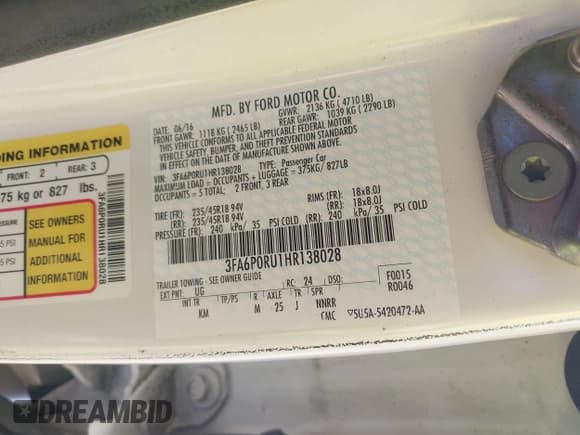 MFD. BY FORD MOTOR CO.
DATE: 06/16 GVWR: 2136 KG ( 4710 LB)
FRONT GAWR: 1118 KG ( 2465 LB) REAR GAWR: 1039 KG ( 2290 LB)
THIS VEHICLE CONFORMS TO ALL APPLICABLE FEDERAL MOTOR
VEHICLE SAFETY, BUMPER, AND THEFT PREVENTION STANDARDS
IN EFFECT ON THE DATE OF MANUFACTURE SHOWN ABOVE.
VIN: 3FA6P0RU1HR138028 TYPE: Passenger Car
MAXIMUM LOAD = OCCUPANTS + LUGGAGE = 375KG/ 827LB
OCCUPANTS = 5 TOTAL: 2 FRONT, 3 REAR
TIRE (FR): 235/45R18 94V RIMS (FR): 18x8.0J
(RR): 235/45R18 94V (RR): 18x8.0J
PRESSURE (FR): 240 kPa/ 35 PSI COLD (RR): 240 kPa/ 35 PSI COLD
3FA6P0RU1HR138028
TRAILER TOWING - SEE OWNER GUIDE
EXT PNT: UG RC: 24 DSO: F0015
R0046
INT TR TP/PS R AXLE TR SPR
KM M 25 J NNRR
CMC 5U5A-5420472-AA
DING INFORMATION
FRONT: 2 REAR: 3
75 kg or 827 lbs.
SEE OWNERS
MANUAL FOR
ADDITIONAL
INFORMATION
5 PSI
5 PSI
3FA6P0RU1HR138028
DREAMBID